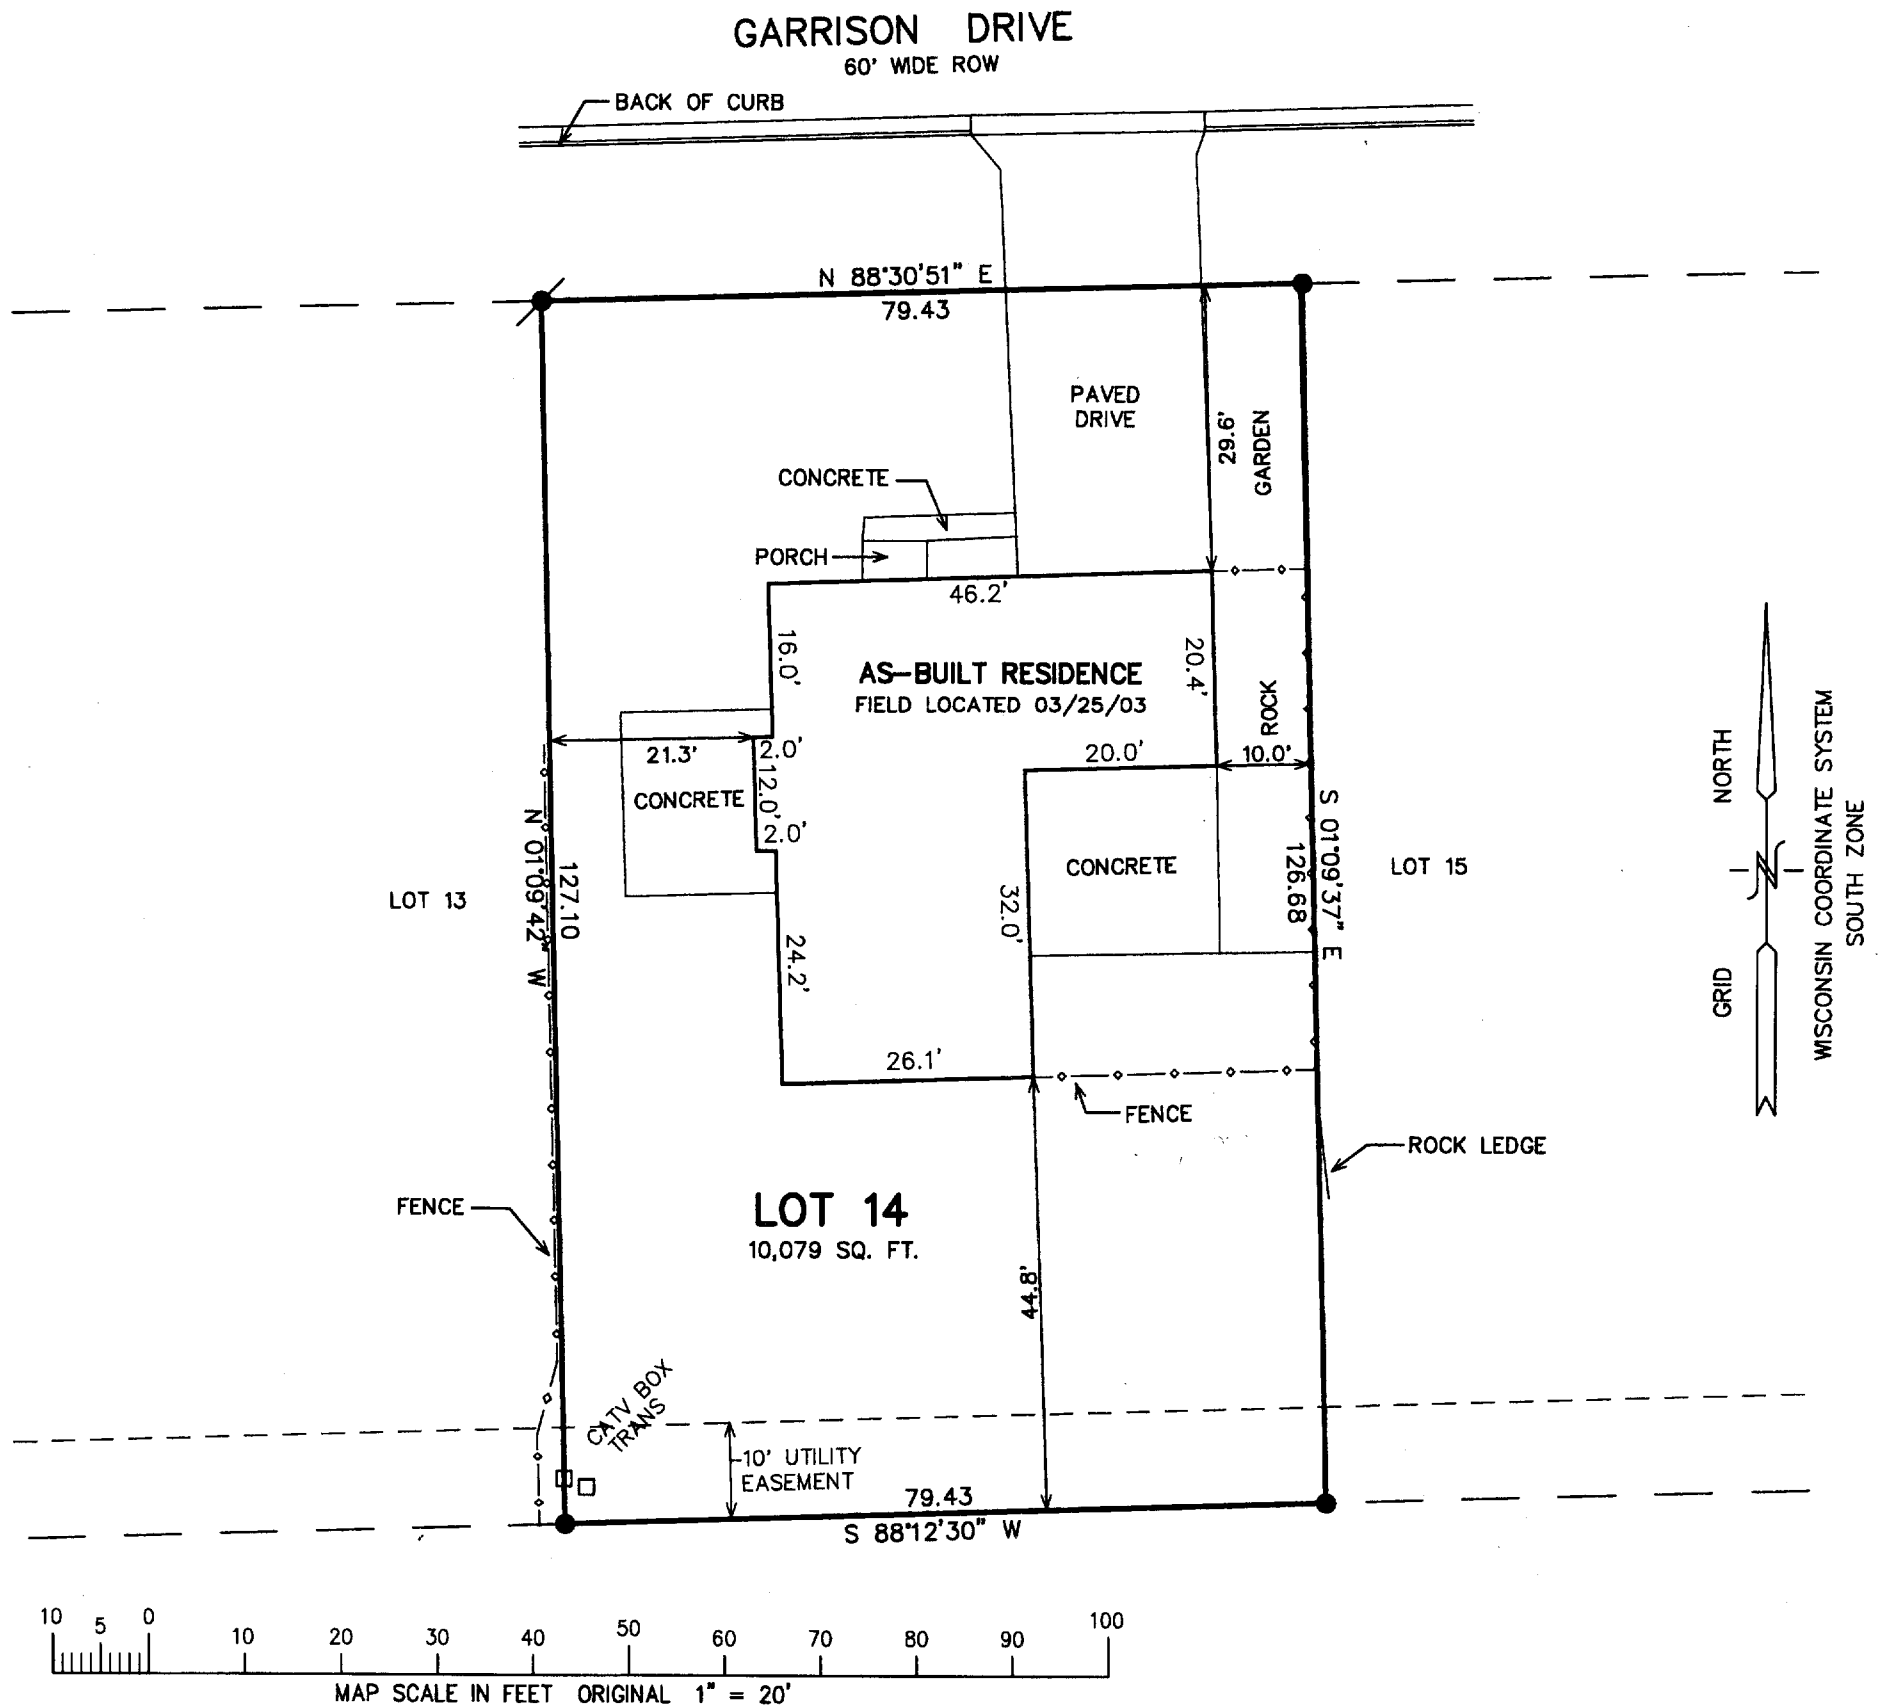 GARRISON DRIVE
60' WIDE ROW
BACK OF CURB
N 88°30'51" E
79.43
PAVED
DRIVE
29.6'
GARDEN
CONCRETE
PORCH
46.2'
16.0'
AS-BUILT RESIDENCE
FIELD LOCATED 03/25/03
20.4'
ROCK
21.3'
2.0'
20.0'
10.0'
CONCRETE
12.0'
2.0'
N 01°09'42" W
127.10
LOT 13
CONCRETE
32.0'
126.68
S 01°09'37" E
LOT 15
24.2'
26.1'
FENCE
ROCK LEDGE
FENCE
LOT 14
10,079 SQ. FT.
44.8'
CATV BOX
TRANS
10' UTILITY
EASEMENT
79.43
S 88°12'30" W
GRID NORTH
WISCONSIN COORDINATE SYSTEM
SOUTH ZONE
10 5 0 10 20 30 40 50 60 70 80 90 100
MAP SCALE IN FEET ORIGINAL 1" = 20'